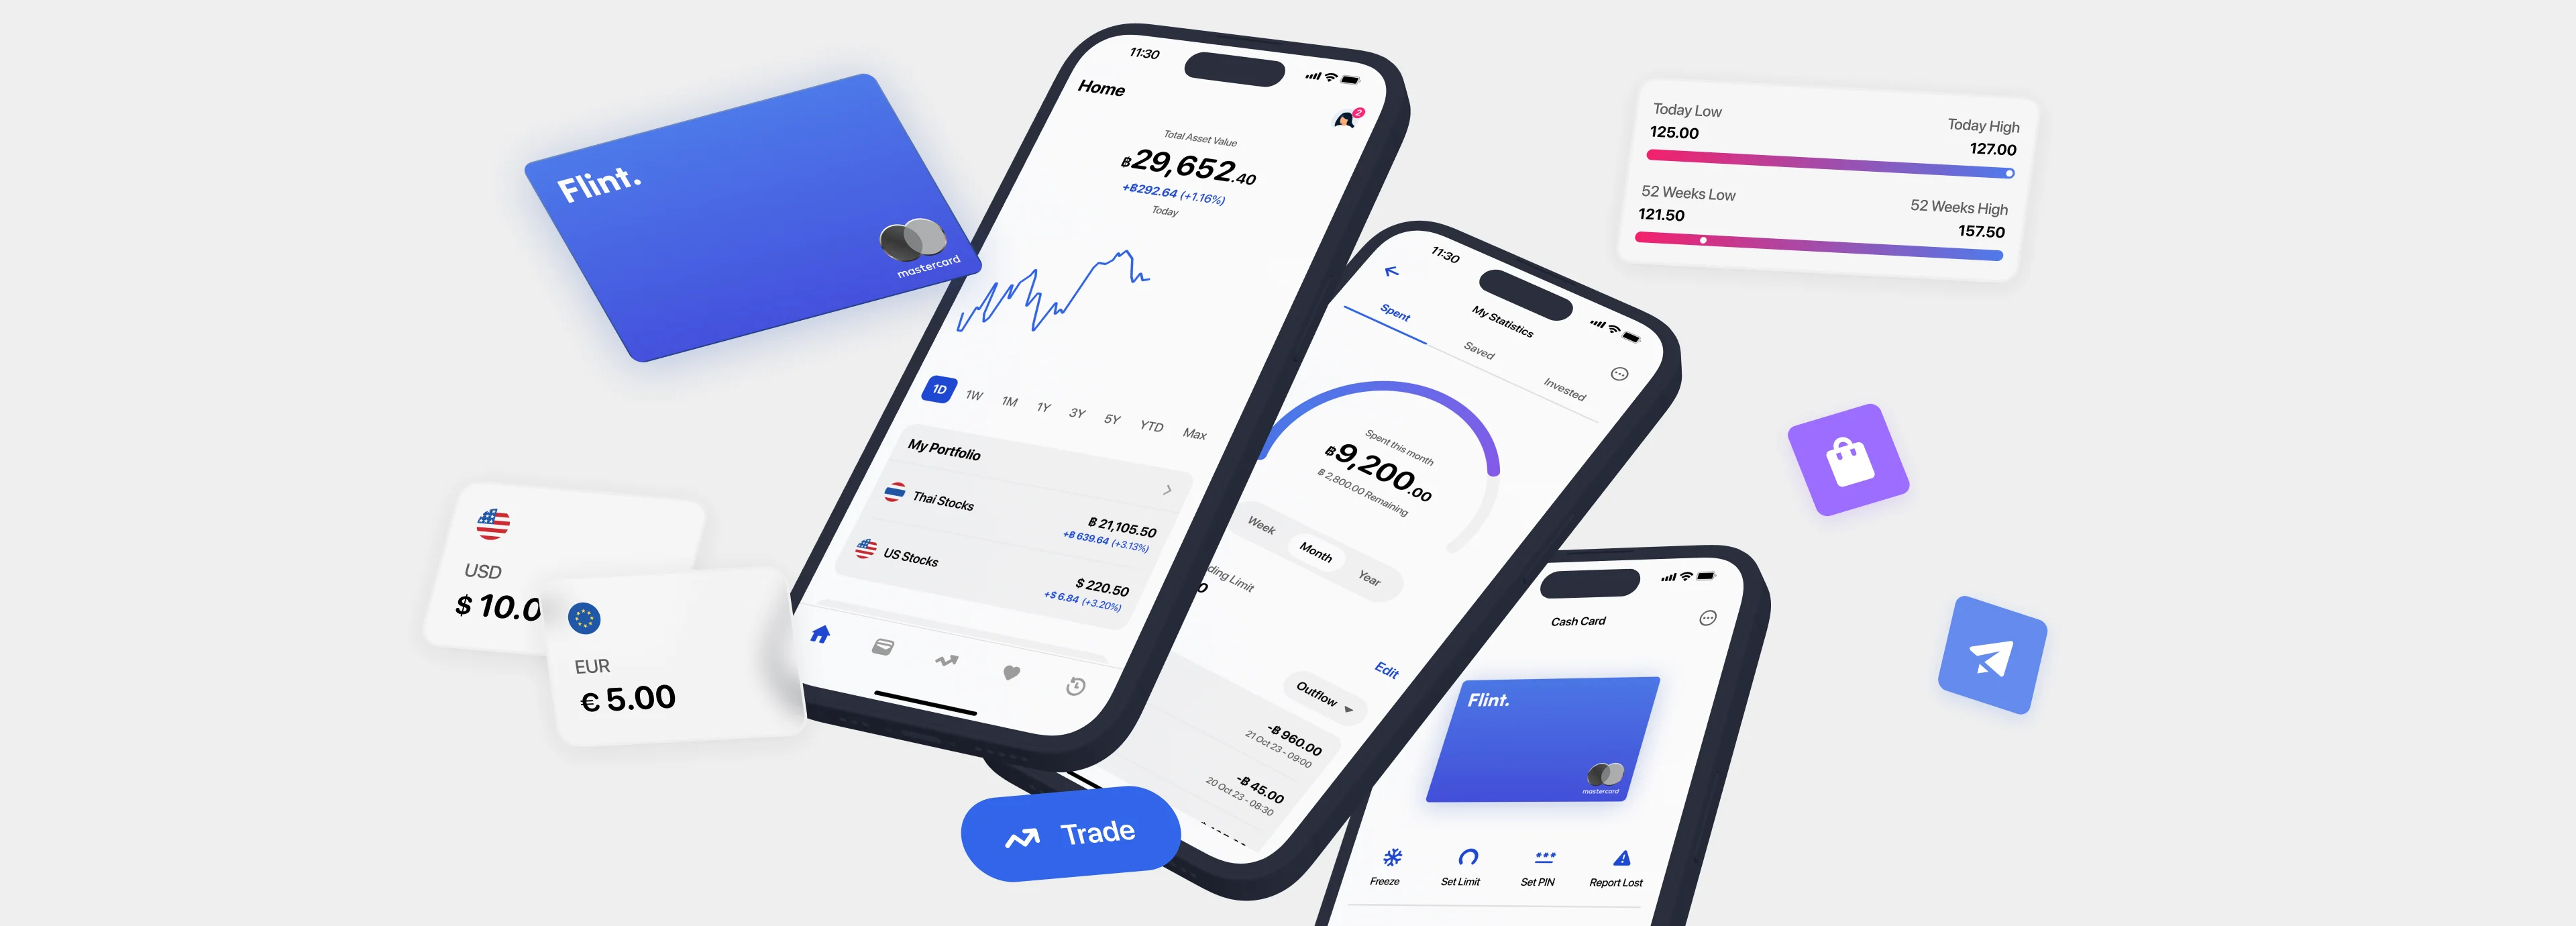 Flint.
mastercard
USD
$ 10.0
EUR
€ 5.00
11:30
Home
2
Total Asset Value
฿29,652.40
+฿292.64 (+1.16%)
Today
1D 1W 1M 1Y 3Y 5Y YTD Max
My Portfolio
Thai Stocks
฿ 21,105.50
+฿ 639.64 (+3.13%)
US Stocks
$ 220.50
+$ 6.84 (+3.20%)
Trade
11:30
My Statistics
Spent Saved Invested
Spent this month
฿9,200.00
฿ 2,800.00 Remaining
Week Month Year
ding Limit
0
Edit
Outflow
-฿ 960.00
21 Oct 23 - 09:00
-฿ 45.00
20 Oct 23 - 08:30
Cash Card
Flint.
mastercard
Freeze Set Limit Set PIN Report Lost
Today Low Today High
125.00 127.00
52 Weeks Low 52 Weeks High
121.50 157.50